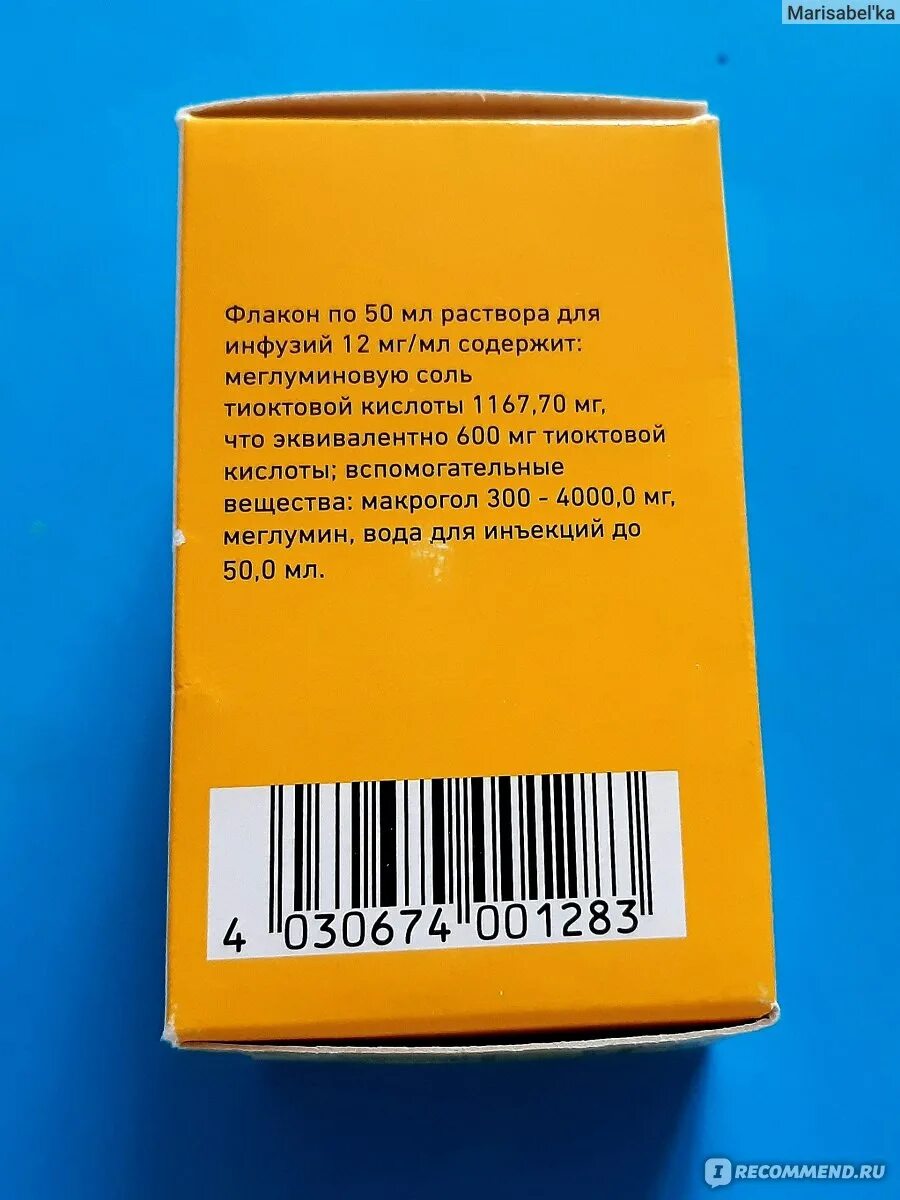 Marisabel'ka
Флакон по 50 мл раствора для
инфузий 12 мг/мл содержит:
меглуминовую соль
тиоктовой кислоты 1167,70 мг,
что эквивалентно 600 мг тиоктовой
кислоты; вспомогательные
вещества: макрогол 300 - 4000,0 мг,
меглумин, вода для инъекций до
50,0 мл.
4 030674 001283
IRECOMMEND.RU